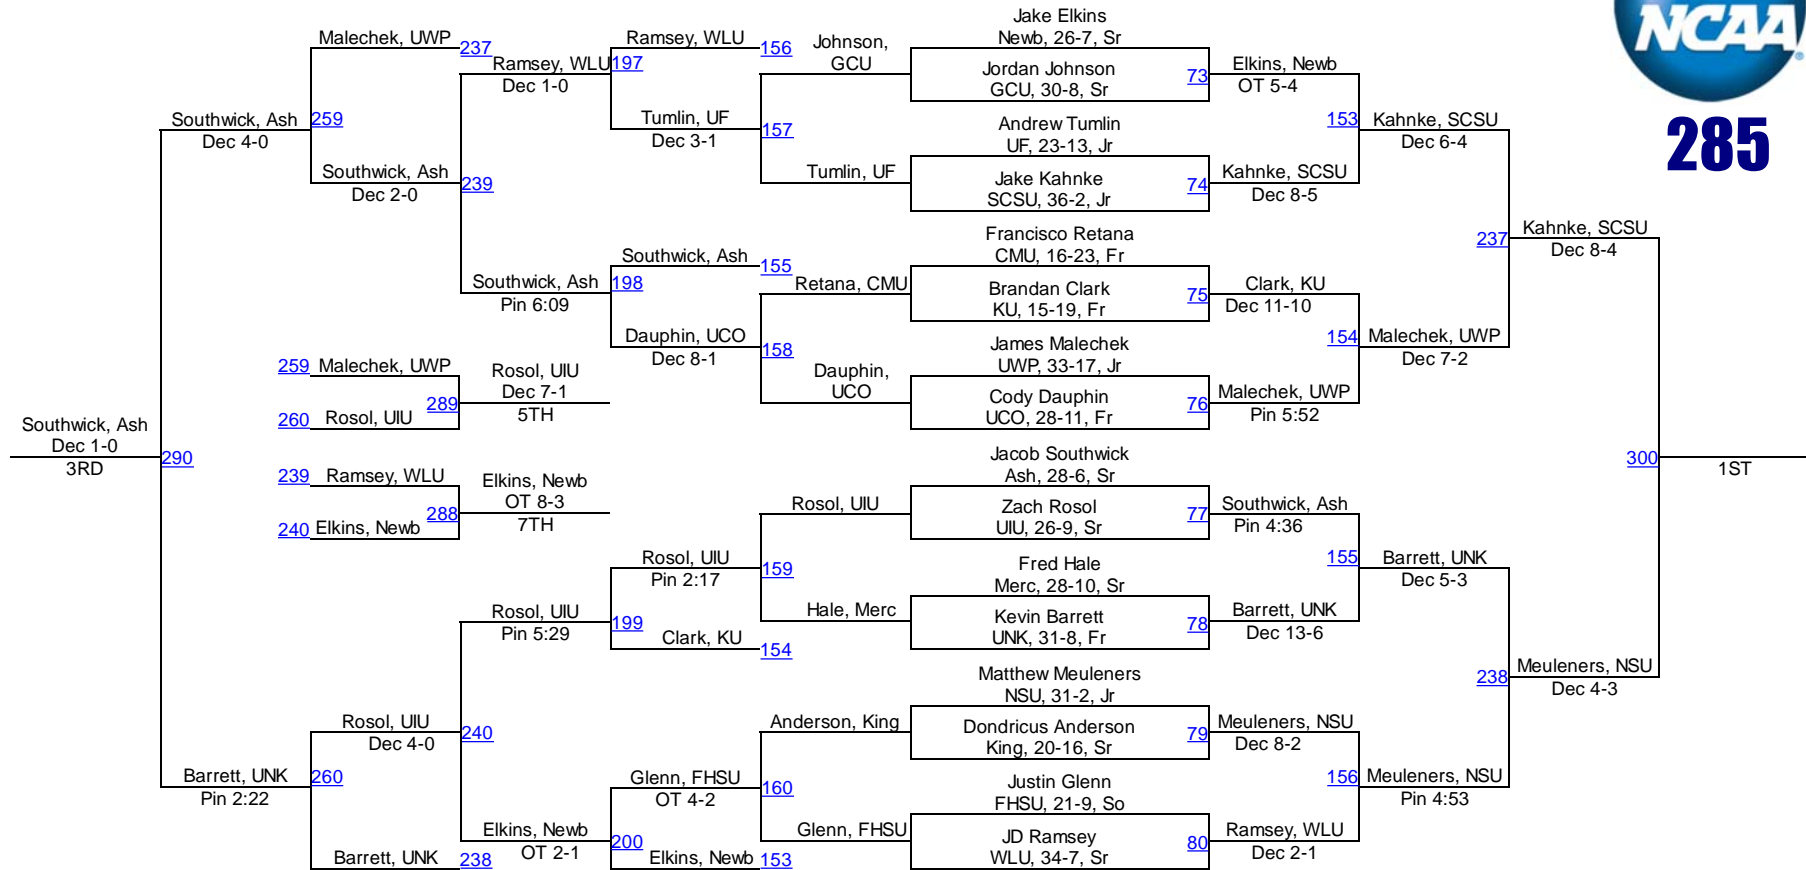 NCAA
285
Jake Elkins
Newb, 26-7, Sr
Jordan Johnson
GCU, 30-8, Sr
73
Andrew Tumlin
UF, 23-13, Jr
Jake Kahnke
SCSU, 36-2, Jr
74
Francisco Retana
CMU, 16-23, Fr
Brandan Clark
KU, 15-19, Fr
75
James Malechek
UWP, 33-17, Jr
Cody Dauphin
UCO, 28-11, Fr
76
Jacob Southwick
Ash, 28-6, Sr
Zach Rosol
UIU, 26-9, Sr
77
Fred Hale
Merc, 28-10, Sr
Kevin Barrett
UNK, 31-8, Fr
78
Matthew Meuleners
NSU, 31-2, Jr
Dondricus Anderson
King, 20-16, Sr
79
Justin Glenn
FHSU, 21-9, So
JD Ramsey
WLU, 34-7, Sr
80
Elkins, Newb
OT 5-4
153
Kahnke, SCSU
Dec 8-5
Clark, KU
Dec 11-10
154
Malechek, UWP
Pin 5:52
Southwick, Ash
Pin 4:36
155
Barrett, UNK
Dec 13-6
Meuleners, NSU
Dec 8-2
156
Ramsey, WLU
Dec 2-1
Kahnke, SCSU
Dec 6-4
237
Malechek, UWP
Dec 7-2
Barrett, UNK
Dec 5-3
238
Meuleners, NSU
Pin 4:53
Kahnke, SCSU
Dec 8-4
300
Meuleners, NSU
Dec 4-3
1ST
Johnson,
GCU
157
Tumlin, UF
Retana, CMU
158
Dauphin,
UCO
Rosol, UIU
159
Hale, Merc
Anderson, King
160
Glenn, FHSU
Ramsey, WLU
156
197
Tumlin, UF
Dec 3-1
Southwick, Ash
155
198
Dauphin, UCO
Dec 8-1
Rosol, UIU
Pin 2:17
199
Clark, KU
154
Glenn, FHSU
OT 4-2
200
Elkins, Newb
153
Ramsey, WLU
Dec 1-0
239
Southwick, Ash
Pin 6:09
Rosol, UIU
Pin 5:29
240
Elkins, Newb
OT 2-1
Malechek, UWP
237
259
Southwick, Ash
Dec 2-0
Rosol, UIU
Dec 4-0
260
Barrett, UNK
238
Southwick, Ash
Dec 4-0
290
Barrett, UNK
Pin 2:22
Southwick, Ash
Dec 1-0
3RD
259
Malechek, UWP
289
260
Rosol, UIU
Rosol, UIU
Dec 7-1
5TH
239
Ramsey, WLU
288
240
Elkins, Newb
Elkins, Newb
OT 8-3
7TH